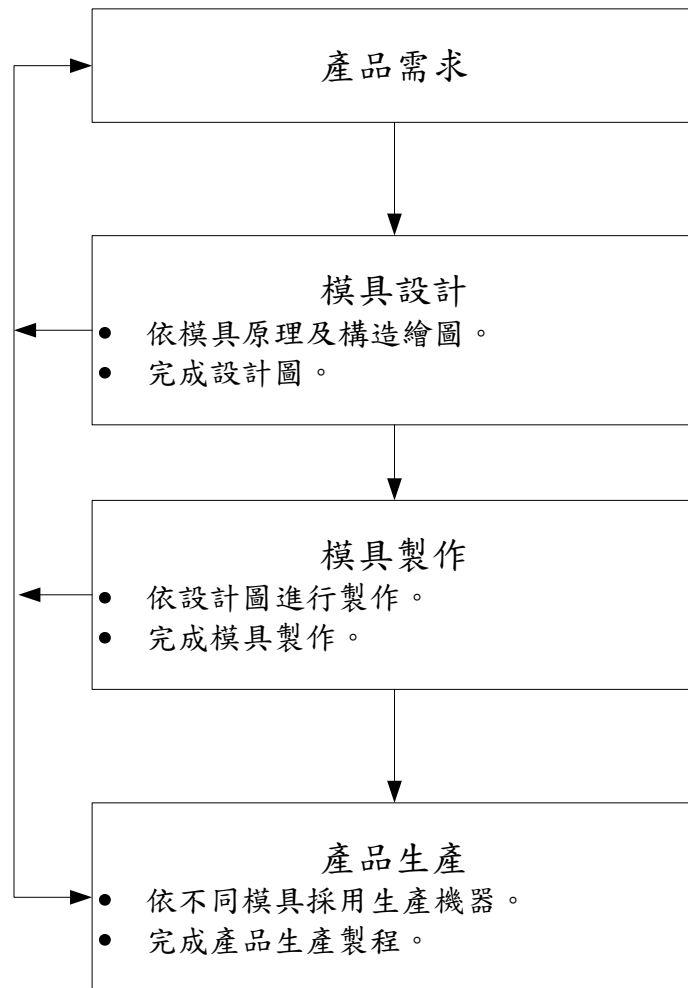 產品需求
模具設計
● 依模具原理及構造繪圖。
● 完成設計圖。
模具製作
● 依設計圖進行製作。
● 完成模具製作。
產品生產
● 依不同模具採用生產機器。
● 完成產品生產製程。